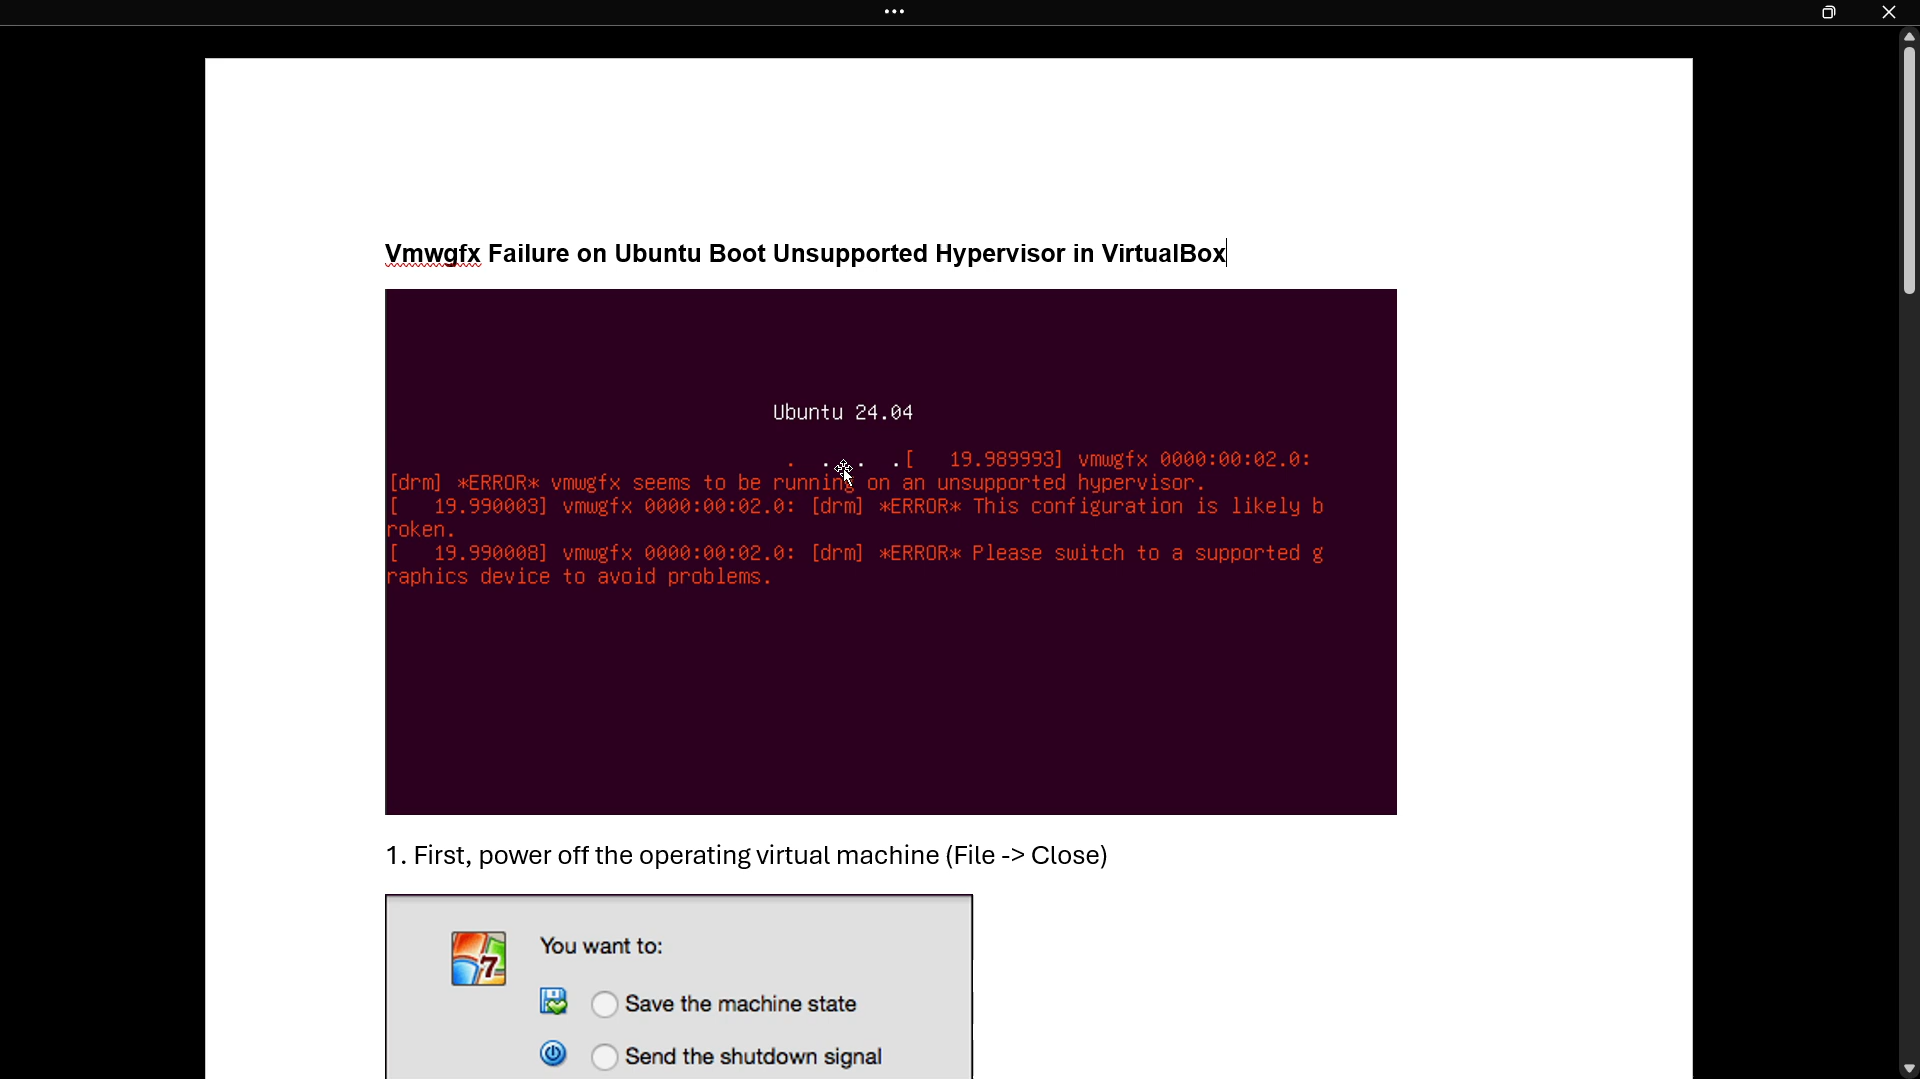 Vmwgfx Failure on Ubuntu Boot Unsupported Hypervisor in VirtualBox
Ubuntu 24.04
. . . . .[   19.989993] vmwgfx 0000:00:02.0:
[drm] *ERROR* vmwgfx seems to be running on an unsupported hypervisor.
[   19.990003] vmwgfx 0000:00:02.0: [drm] *ERROR* This configuration is likely b
roken.
[   19.990008] vmwgfx 0000:00:02.0: [drm] *ERROR* Please switch to a supported g
raphics device to avoid problems.
1. First, power off the operating virtual machine (File -> Close)
7
You want to:
Save the machine state
Send the shutdown signal